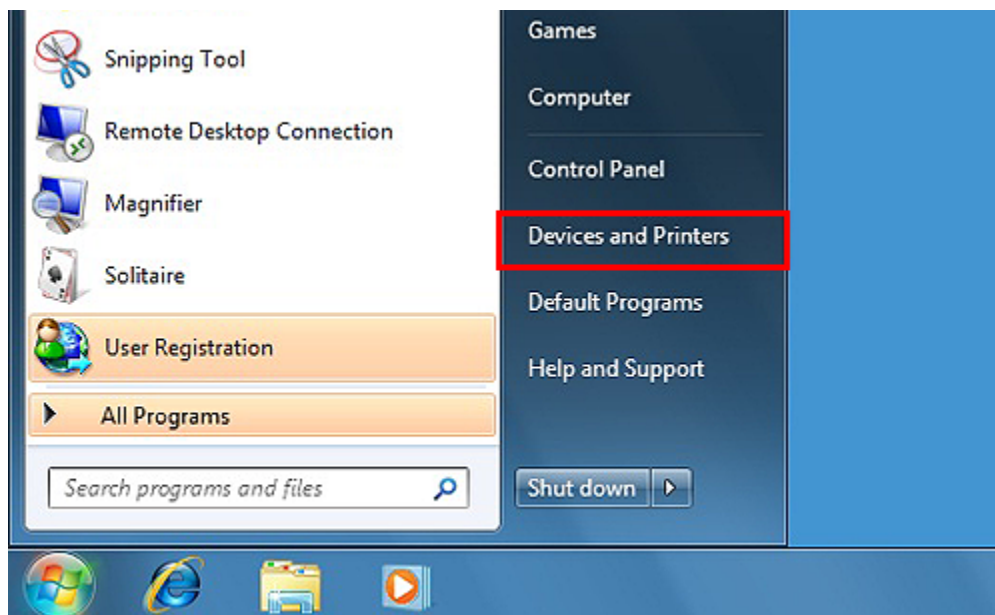 Snipping Tool
Remote Desktop Connection
Magnifier
Solitaire
User Registration
All Programs
Search programs and files
Games
Computer
Control Panel
Devices and Printers
Default Programs
Help and Support
Shut down